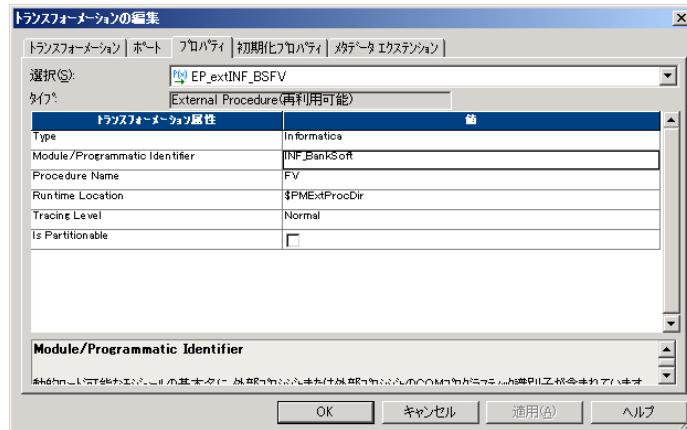 トランスフォーメーションの編集
トランスフォーメーション ポート プロパティ 初期化プロパティ メタデータ エクステンション
選択(S): EP_extINF_BSFV
タイプ: External Procedure(再利用可能)
トランスフォーメーション属性 値
Type Informatica
Module/Programmatic Identifier INF_BankSoft
Procedure Name FV
Runtime Location $PMExtProcDir
Tracing Level Normal
Is Partitionable
Module/Programmatic Identifier
OK キャンセル 適用(A) ヘルプ